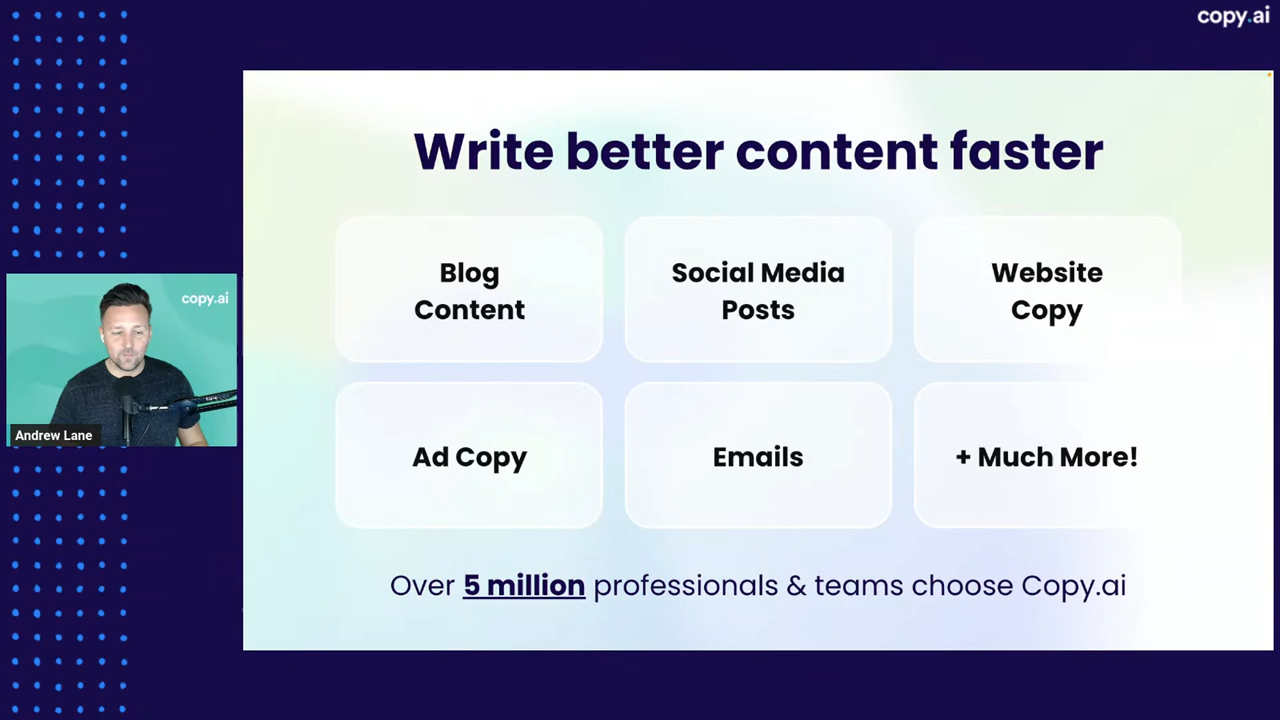 copy.ai
Write better content faster
Blog
Content
Social Media
Posts
Website
Copy
Ad Copy
Emails
+ Much More!
Over 5 million professionals & teams choose Copy.ai
copy.ai
Andrew Lane